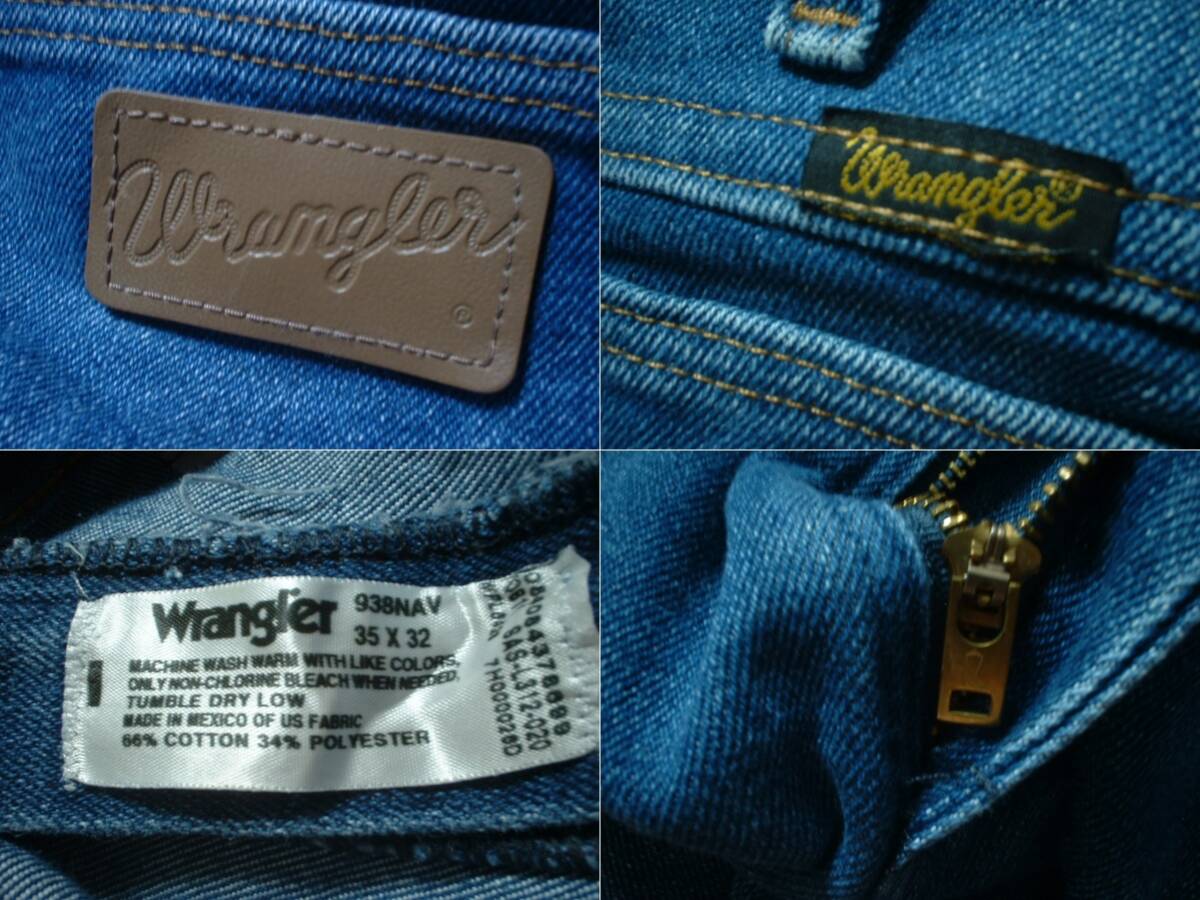 Wrangler
®
Wrangler®
Wrangler 938NAV
35 X 32
MACHINE WASH WARM WITH LIKE COLORS,
ONLY NON-CHLORINE BLEACH WHEN NEEDED,
TUMBLE DRY LOW
MADE IN MEXICO OF US FABRIC
66% COTTON 34% POLYESTER
7H000028D